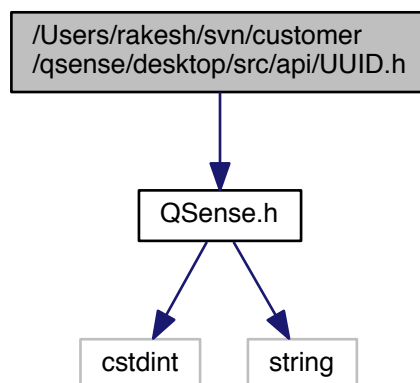 /Users/rakesh/svn/customer
/qsense/desktop/src/api/UUID.h
QSense.h
cstdint
string